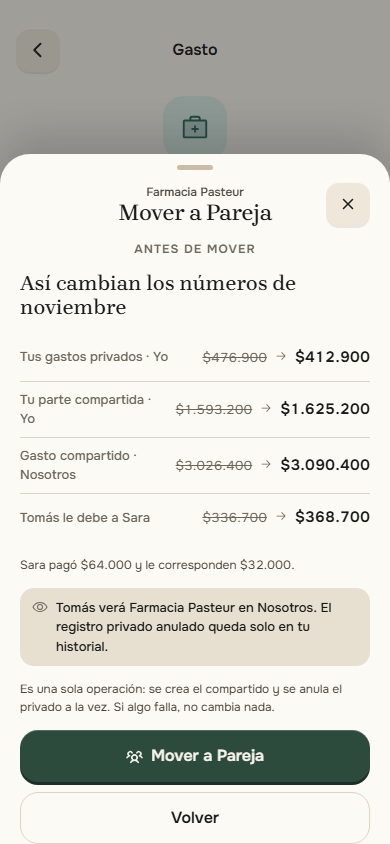 Gasto
Farmacia Pasteur
Mover a Pareja
ANTES DE MOVER
Así cambian los números de
noviembre
Tus gastos privados · Yo $476.900 → $412.900
Tu parte compartida ·
Yo $1.593.200 → $1.625.200
Gasto compartido ·
Nosotros $3.026.400 → $3.090.400
Tomás le debe a Sara $336.700 → $368.700
Sara pagó $64.000 y le corresponden $32.000.
Tomás verá Farmacia Pasteur en Nosotros. El
registro privado anulado queda solo en tu
historial.
Es una sola operación: se crea el compartido y se anula el
privado a la vez. Si algo falla, no cambia nada.
Mover a Pareja
Volver